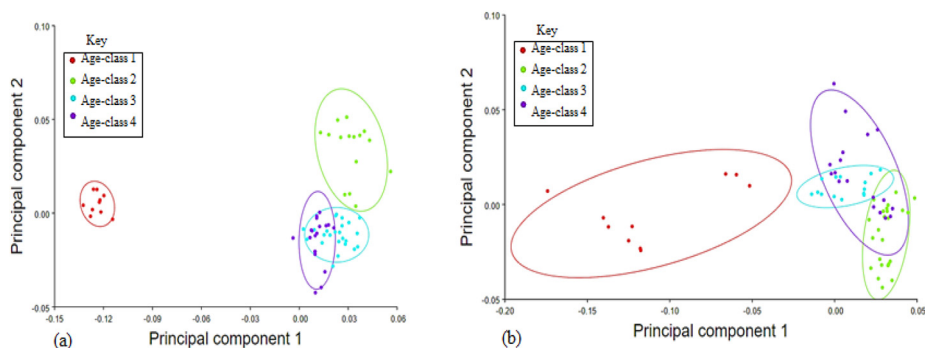 Key
Age-class 1
Age-class 2
Age-class 3
Age-class 4
Principal component 2
0.10
0.05
0.00
-0.05
-0.15
-0.12
-0.09
-0.06
-0.03
0.00
0.03
0.06
Principal component 1
(a)
Key
Age-class 1
Age-class 2
Age-class 3
Age-class 4
Principal component 2
0.10
0.05
0.00
-0.05
-0.20
-0.15
-0.10
-0.05
0.00
0.05
Principal component 1
(b)